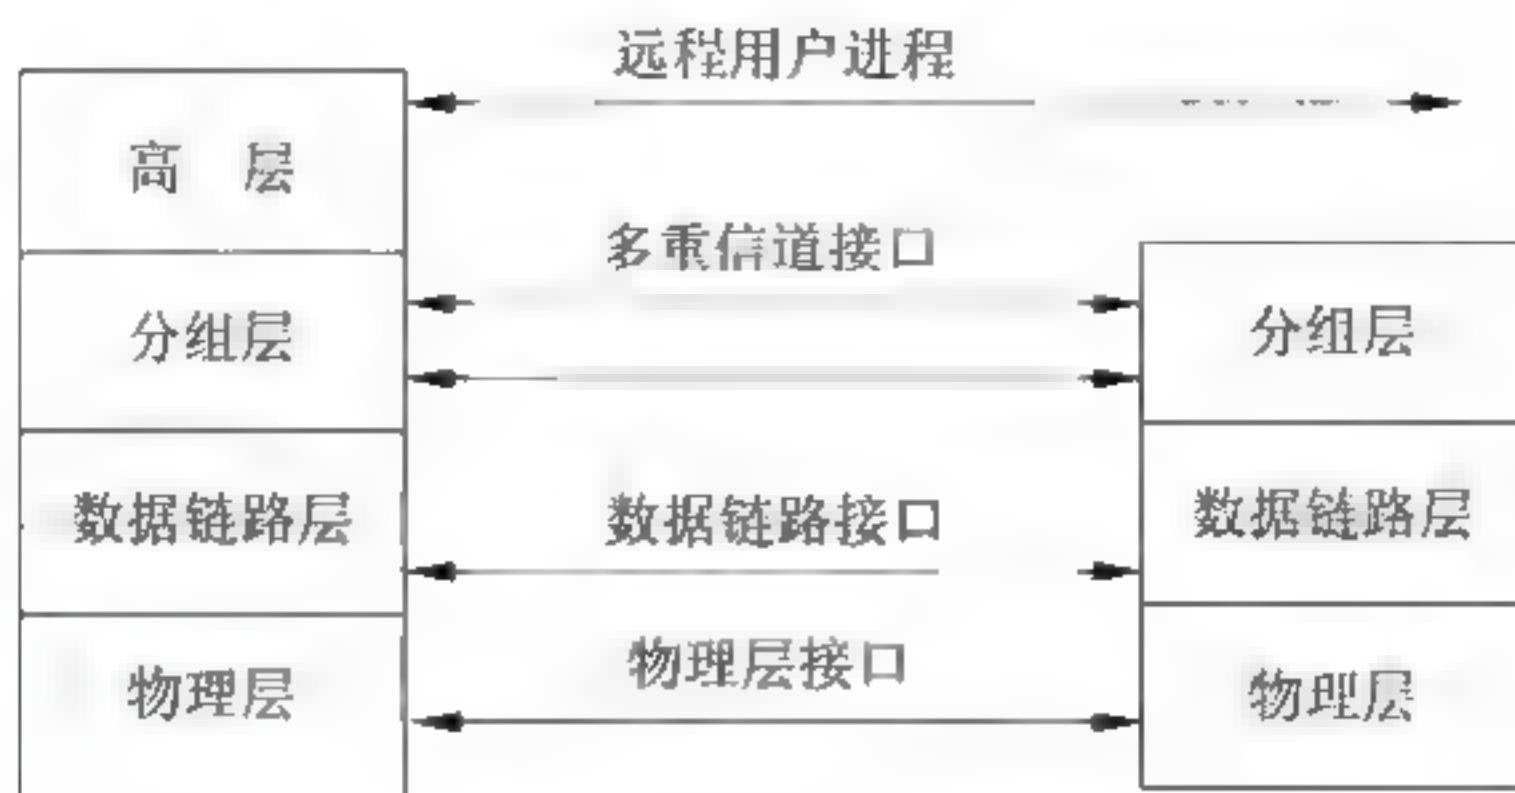 远程用户进程
高 层
多重信道接口
分组层
分组层
数据链路层
数据链路接口
数据链路层
物理层接口
物理层
物理层